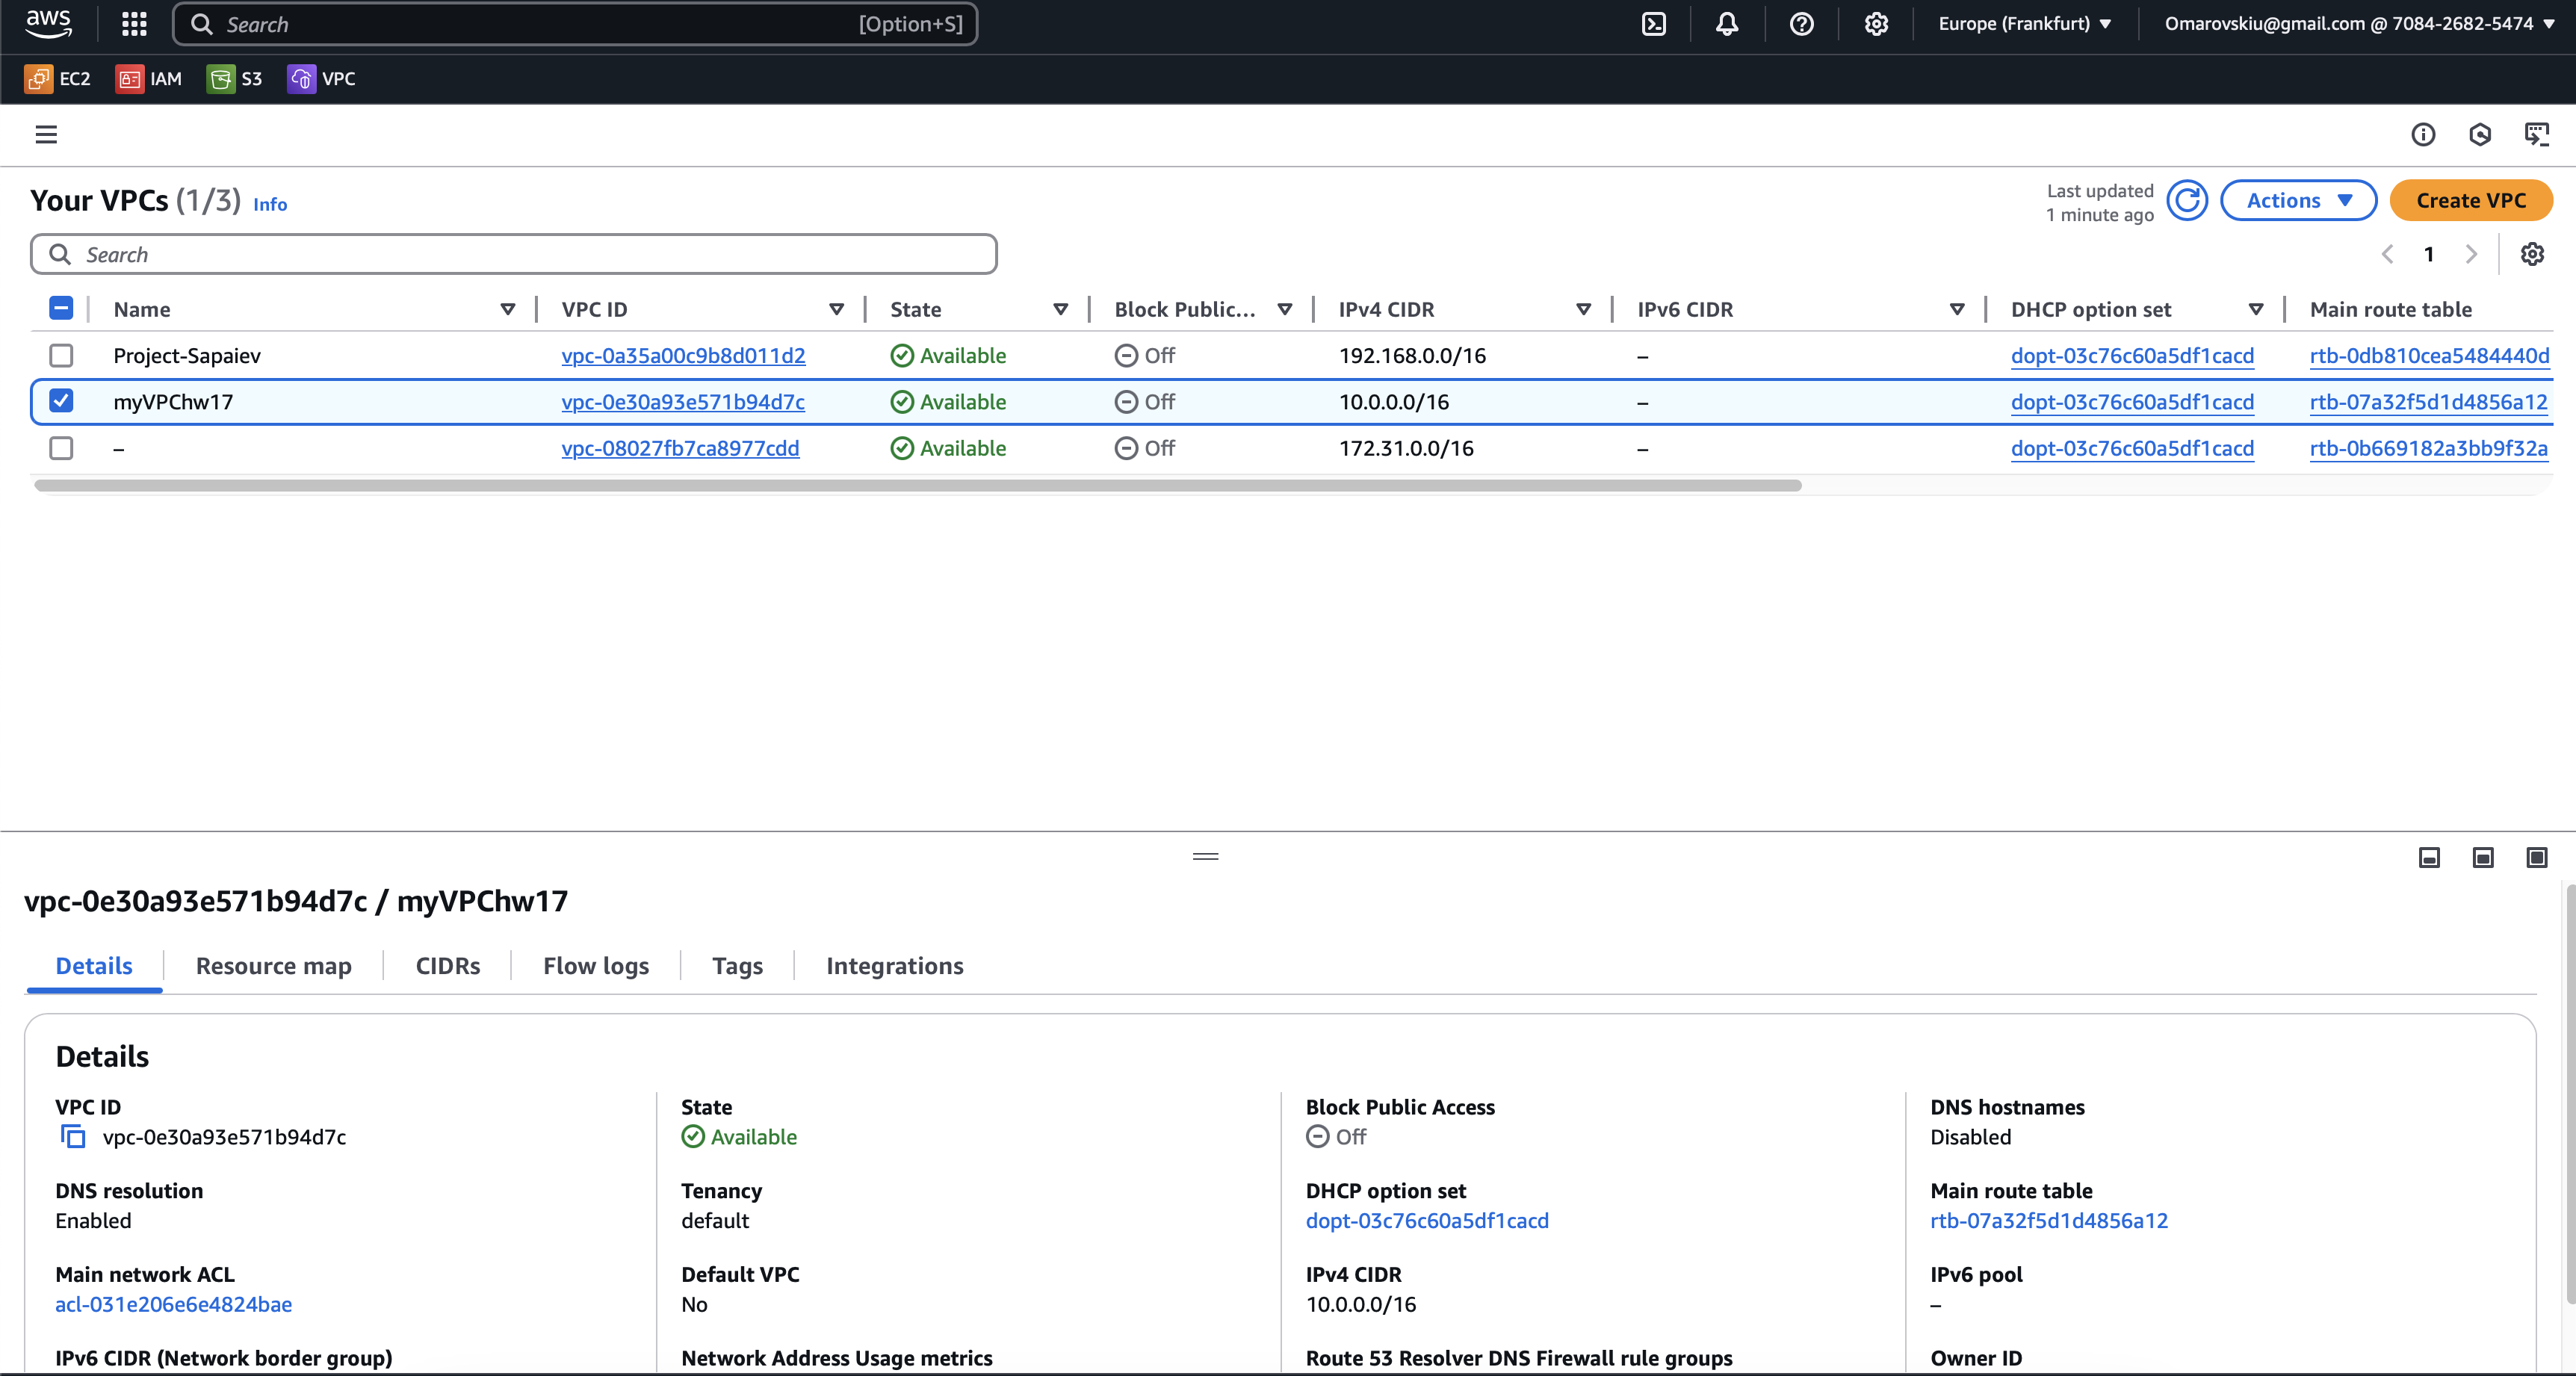 aws
Search [Option+S]
Europe (Frankfurt)
Omarovskiu@gmail.com @ 7084-2682-5474
EC2 IAM S3 VPC
Your VPCs (1/3) Info
Last updated
1 minute ago
Actions
Create VPC
Search
1
Name VPC ID State Block Public... IPv4 CIDR IPv6 CIDR DHCP option set Main route table
Project-Sapaiev vpc-0a35a00c9b8d011d2 Available Off 192.168.0.0/16 – dopt-03c76c60a5df1cacd rtb-0db810cea5484440d
myVPChw17 vpc-0e30a93e571b94d7c Available Off 10.0.0.0/16 – dopt-03c76c60a5df1cacd rtb-07a32f5d1d4856a12
– vpc-08027fb7ca8977cdd Available Off 172.31.0.0/16 – dopt-03c76c60a5df1cacd rtb-0b669182a3bb9f32a
vpc-0e30a93e571b94d7c / myVPChw17
Details Resource map CIDRs Flow logs Tags Integrations
Details
VPC ID
vpc-0e30a93e571b94d7c
State
Available
Block Public Access
Off
DNS hostnames
Disabled
DNS resolution
Enabled
Tenancy
default
DHCP option set
dopt-03c76c60a5df1cacd
Main route table
rtb-07a32f5d1d4856a12
Main network ACL
acl-031e206e6e4824bae
Default VPC
No
IPv4 CIDR
10.0.0.0/16
IPv6 pool
–
IPv6 CIDR (Network border group)
Network Address Usage metrics
Route 53 Resolver DNS Firewall rule groups
Owner ID